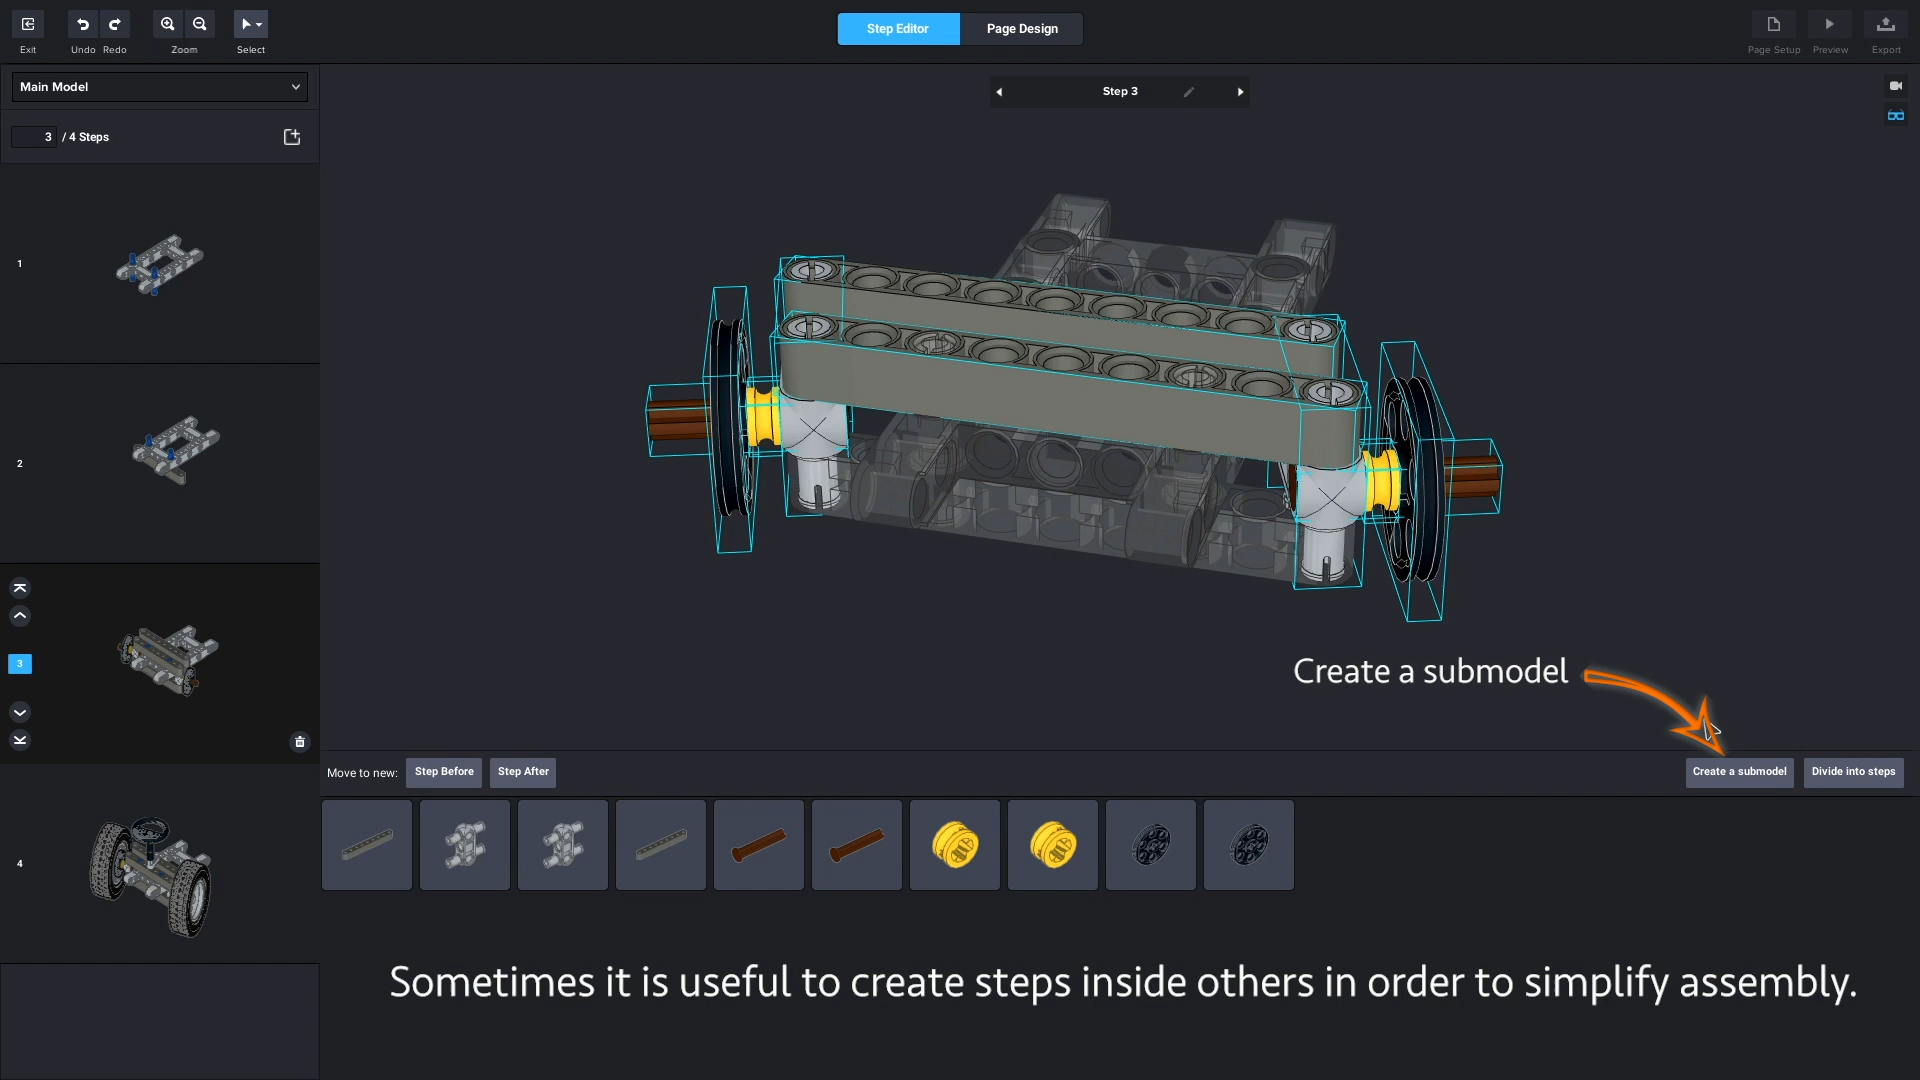 Exit
Undo
Redo
Zoom
Select
Step Editor
Page Design
Page Setup
Preview
Export
Main Model
3 / 4 Steps
Step 3
1
2
3
4
Create a submodel
Move to new:
Step Before
Step After
Create a submodel
Divide into steps
Sometimes it is useful to create steps inside others in order to simplify assembly.